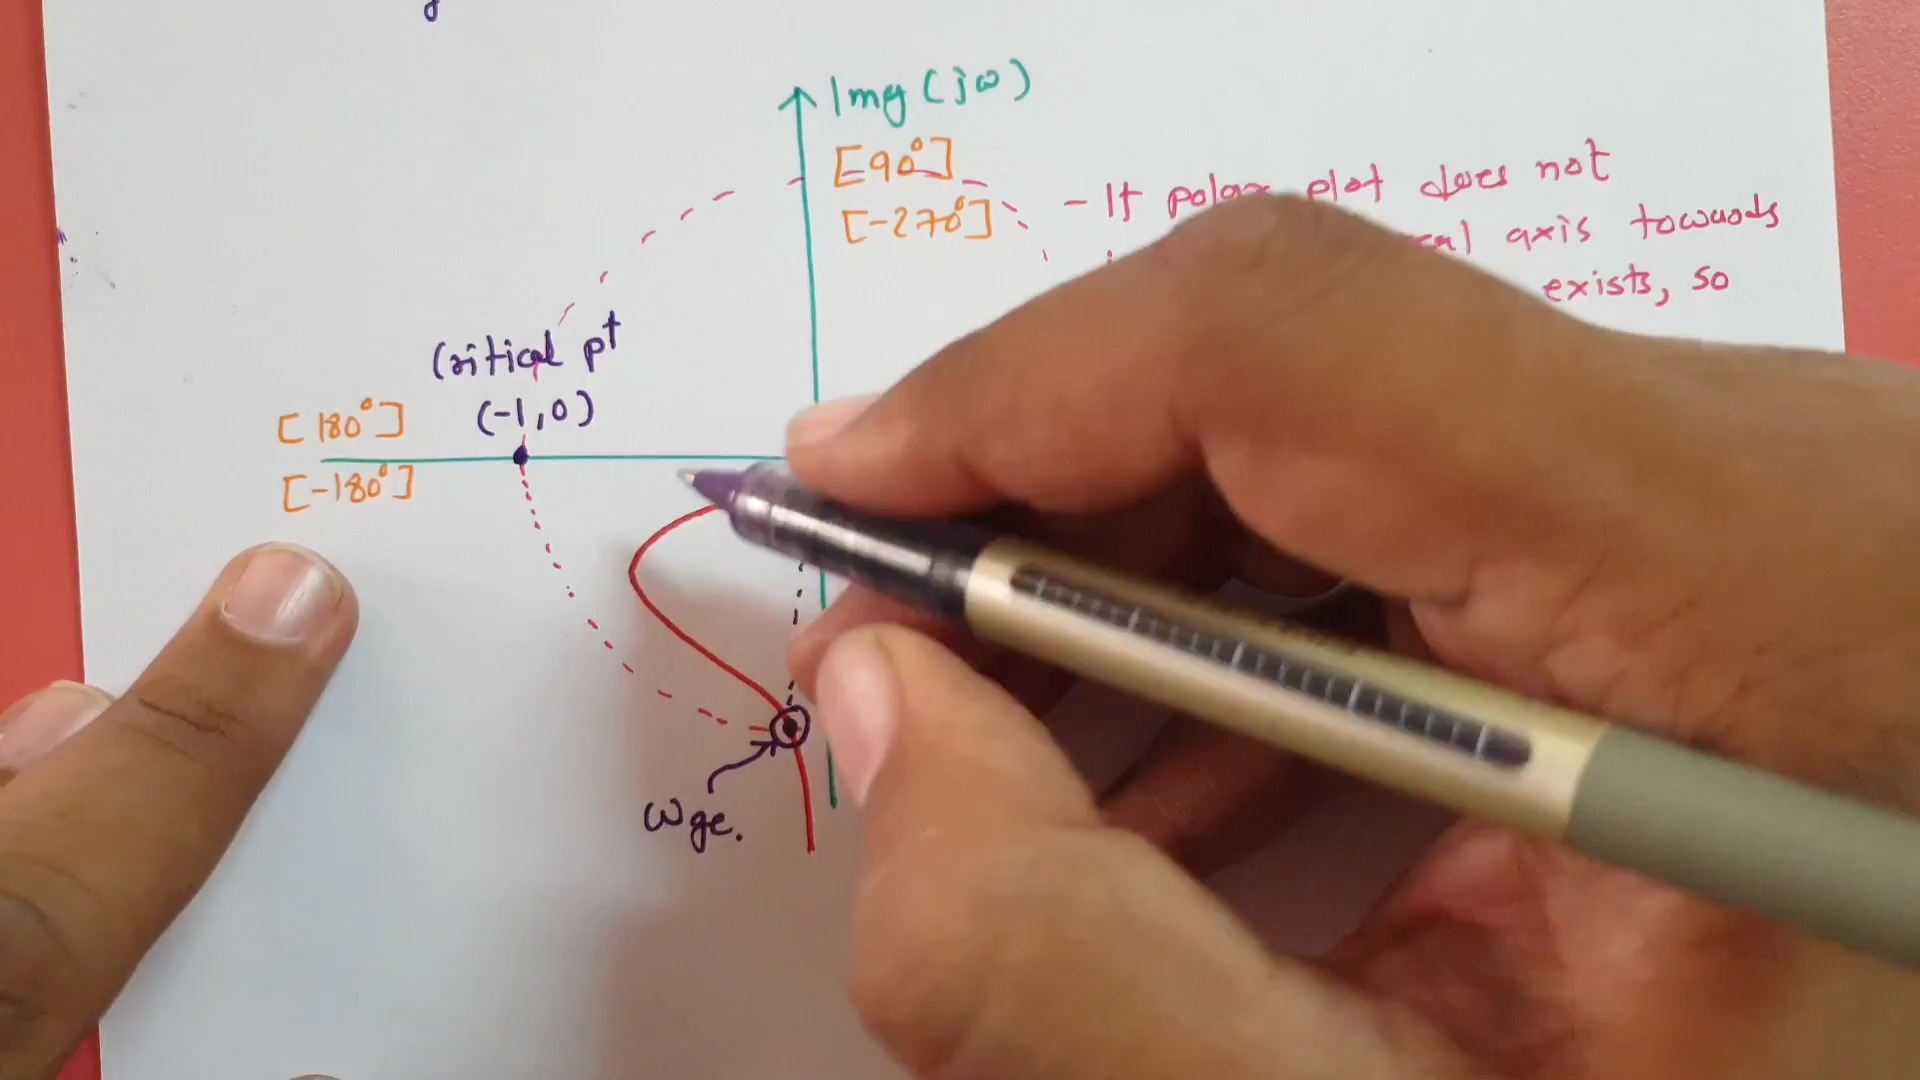 Img (jω)
[90°]
[-270°]
- If polar plot does not
axis towards
exists, so
Critical pt
(-1,0)
[180°]
[-180°]
ωgc.